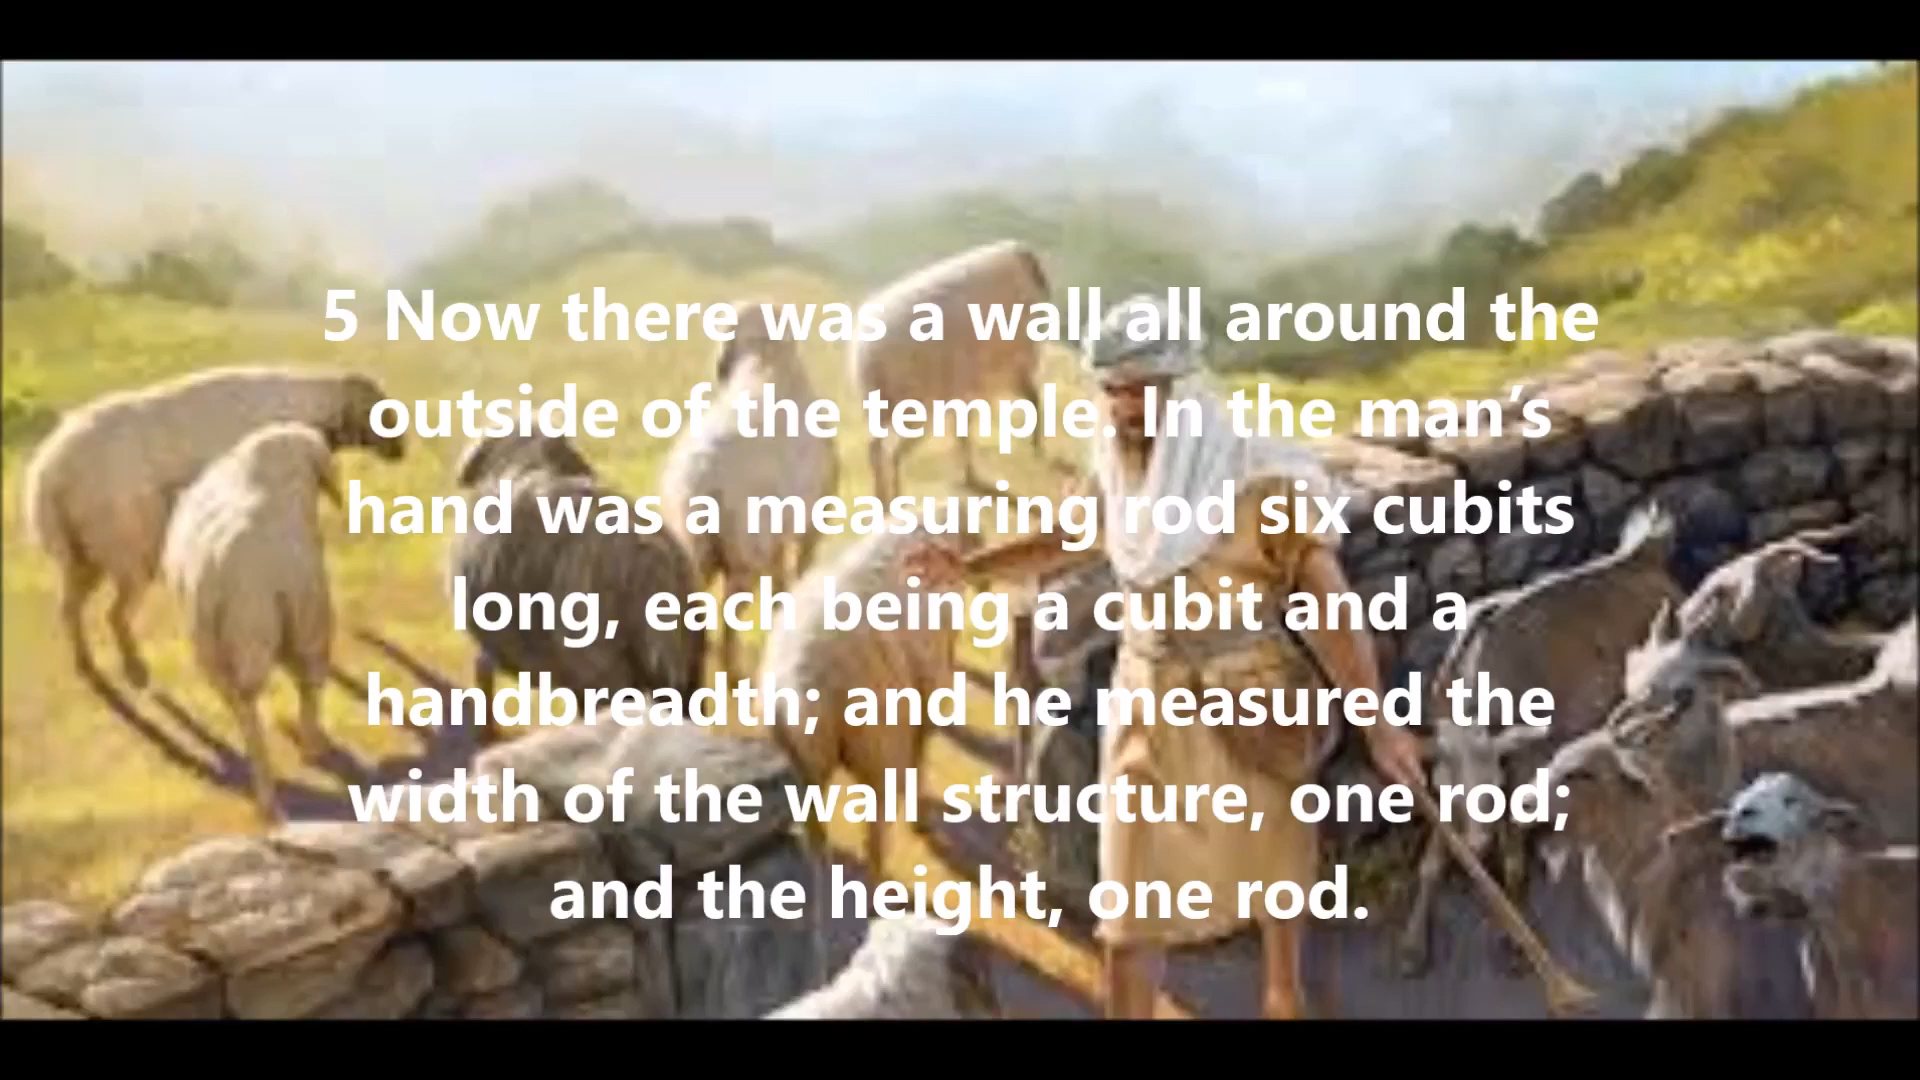 5 Now there was a wall all around the
outside of the temple. In the man’s
hand was a measuring rod six cubits
long, each being a cubit and a
handbreadth; and he measured the
width of the wall structure, one rod;
and the height, one rod.